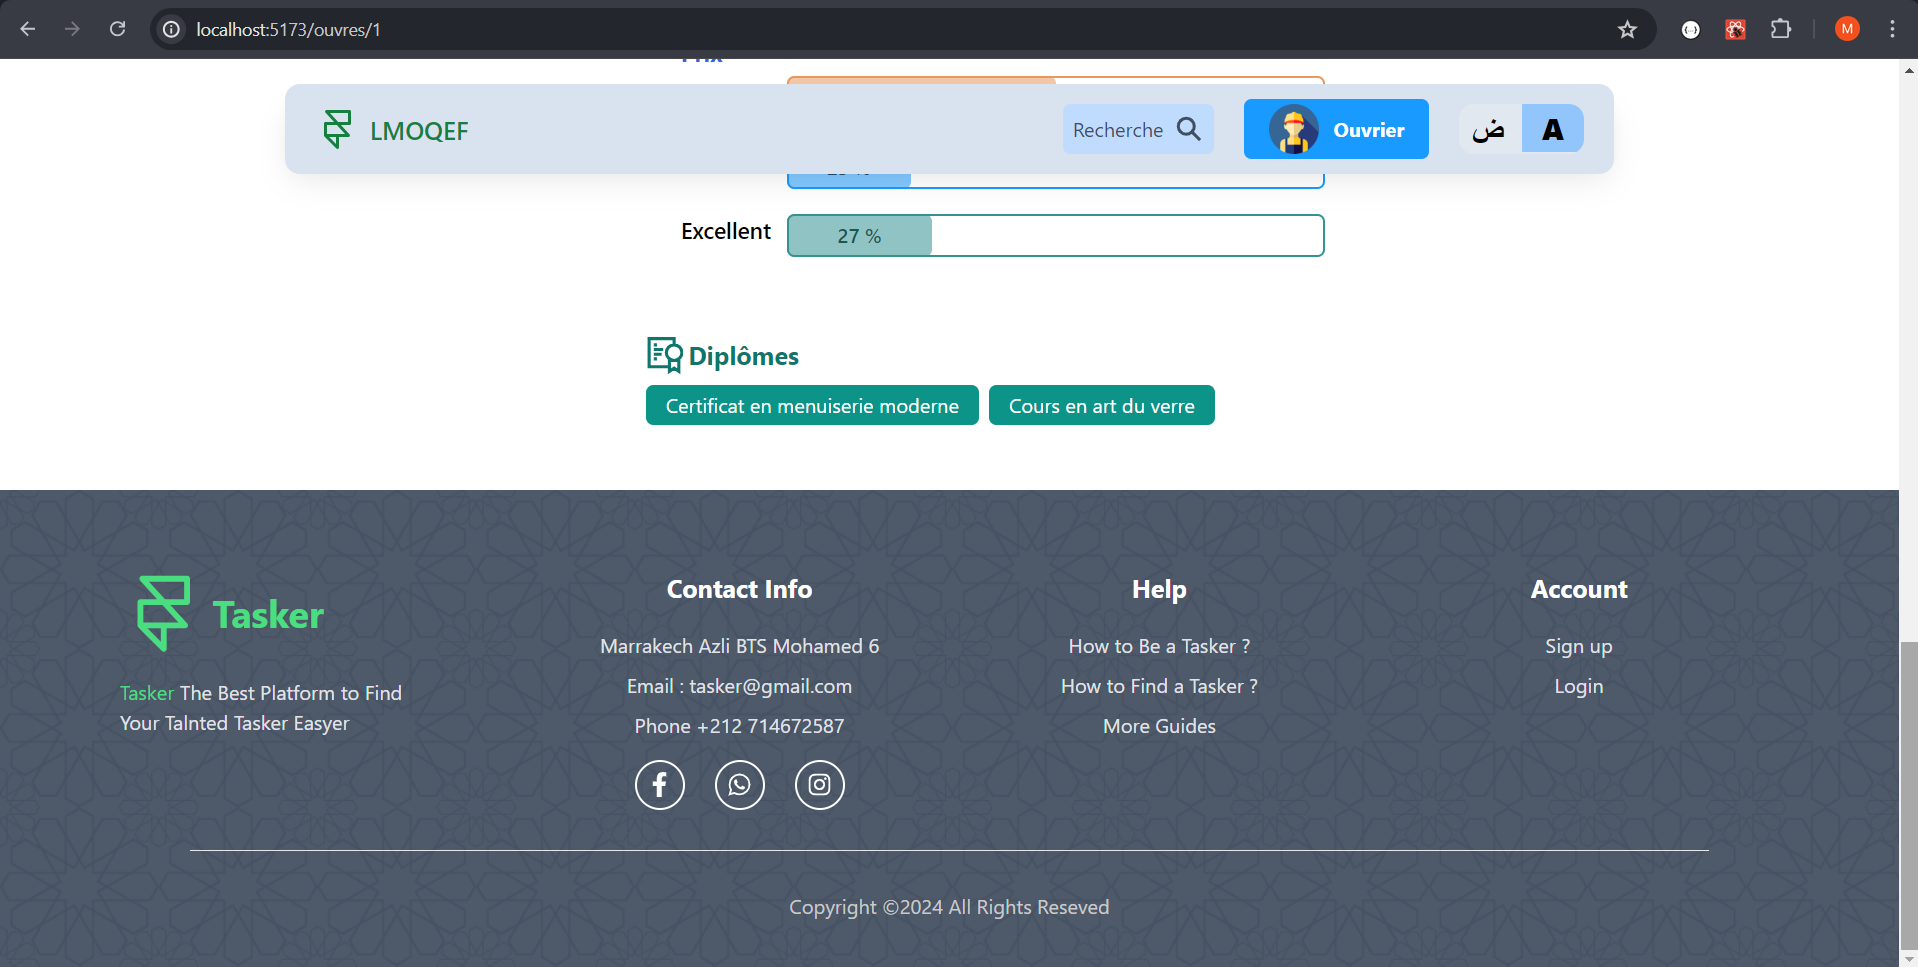 localhost:5173/ouvres/1
M
LMOQEF
Recherche
Ouvrier
ض
A
Excellent
27 %
Diplômes
Certificat en menuiserie moderne
Cours en art du verre
Tasker
Tasker The Best Platform to Find
Your Talnted Tasker Easyer
Contact Info
Marrakech Azli BTS Mohamed 6
Email : tasker@gmail.com
Phone +212 714672587
Help
How to Be a Tasker ?
How to Find a Tasker ?
More Guides
Account
Sign up
Login
Copyright ©2024 All Rights Reseved